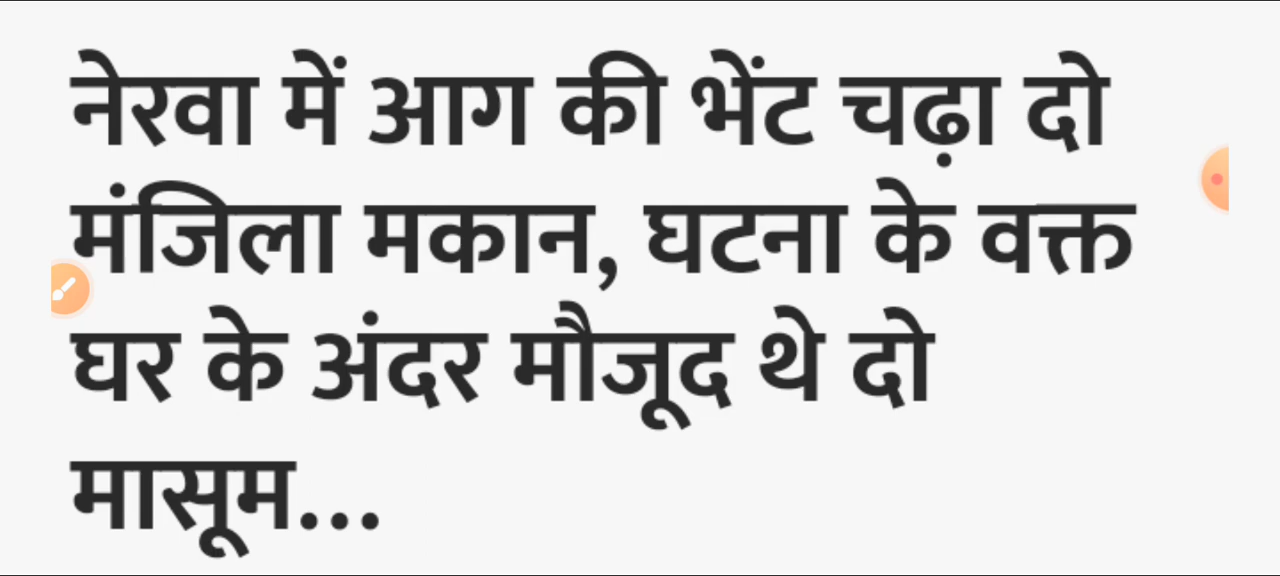 नेरवा में आग की भेंट चढ़ा दो
मंजिला मकान, घटना के वक्त
घर के अंदर मौजूद थे दो
मासूम...